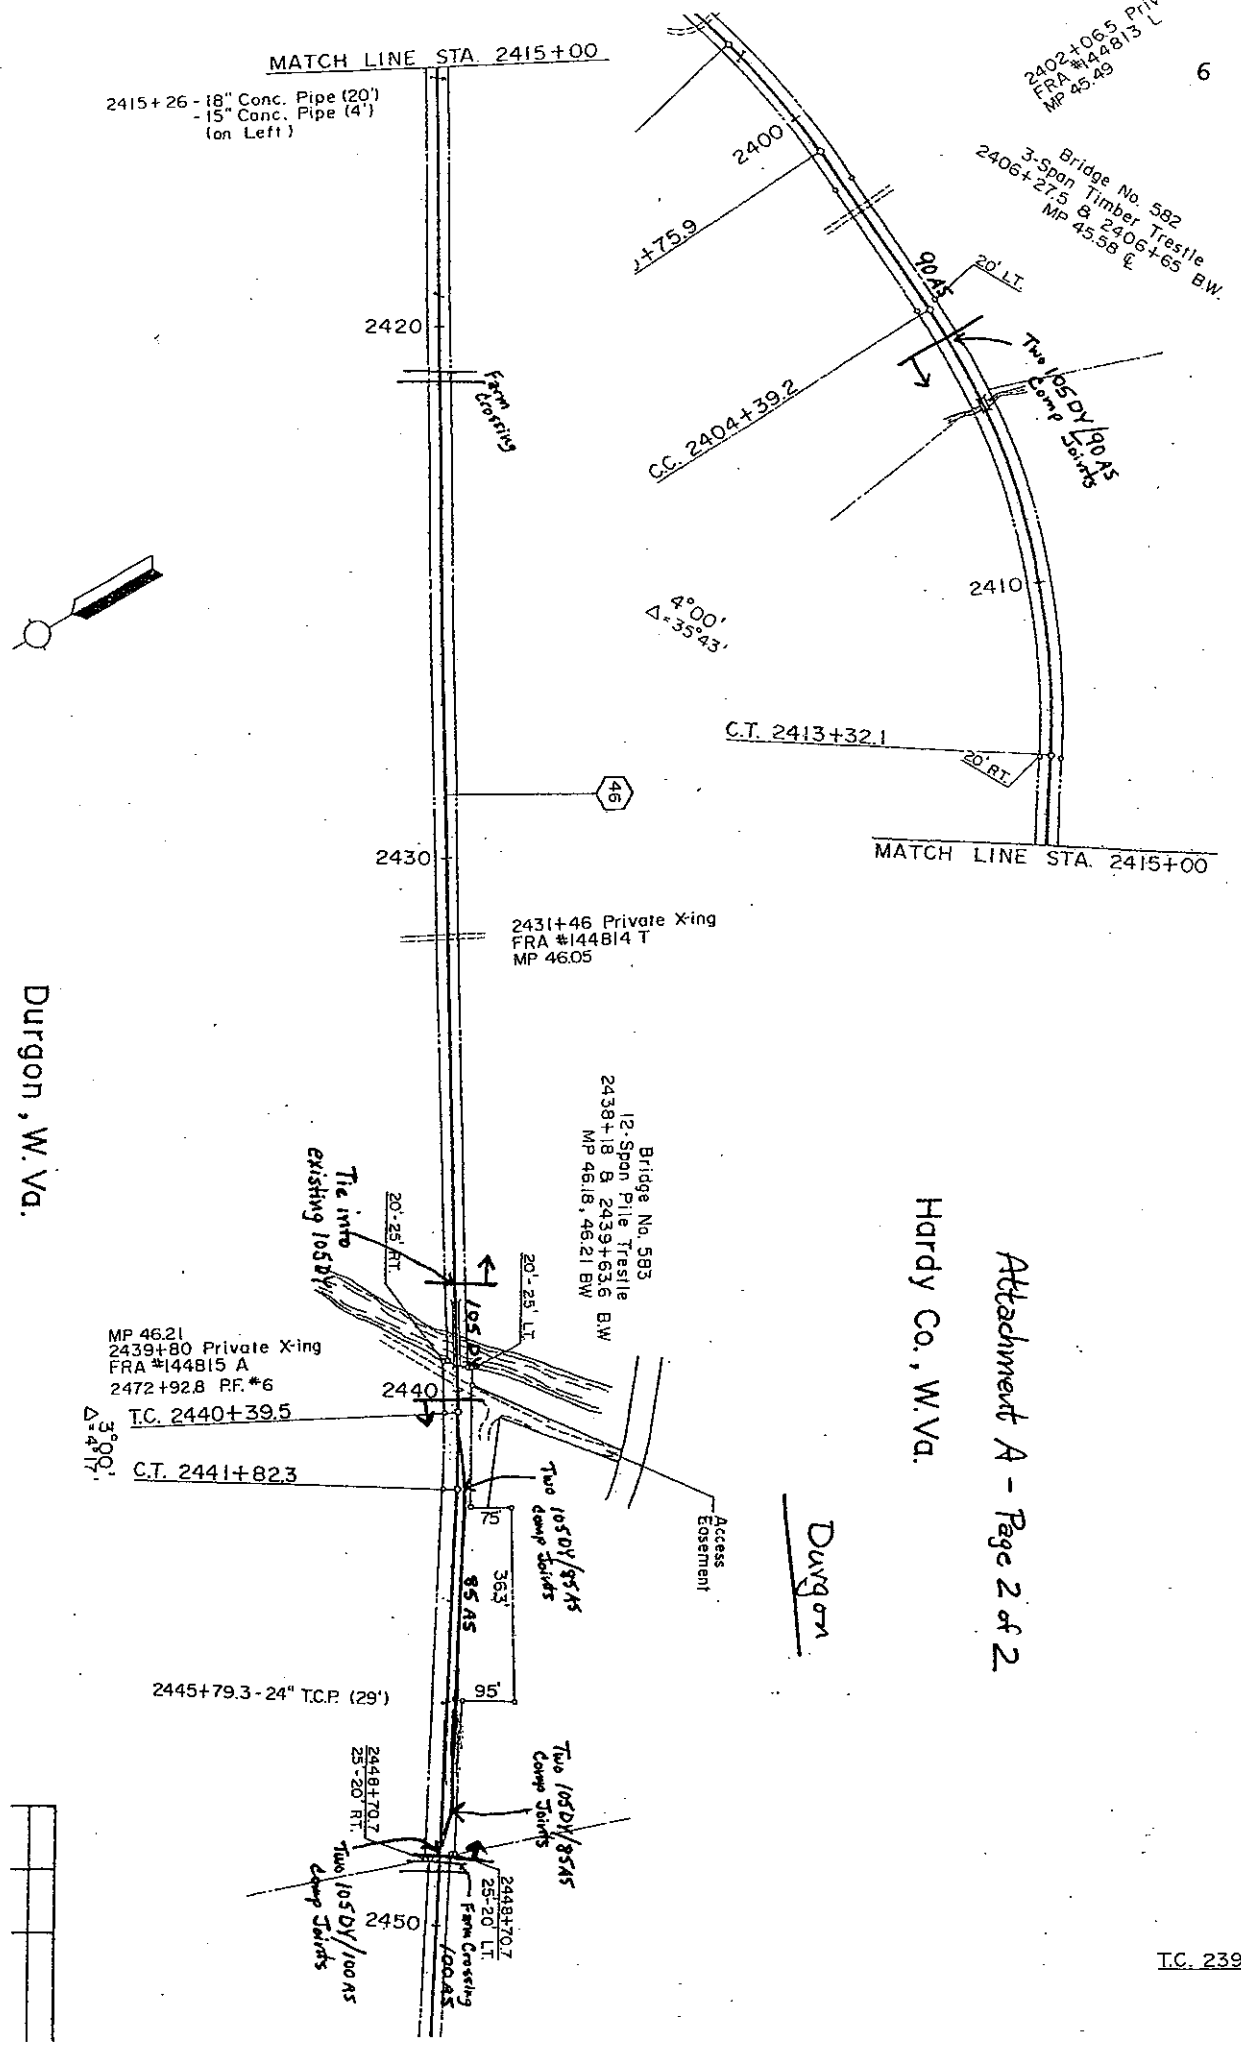 MATCH LINE STA. 2415+00
2415+26 - 18" Conc. Pipe (20')
- 15" Conc. Pipe (4')
(on Left)
2420
Farm
Crossing
46
2430
2431+46 Private X-ing
FRA #144814 T
MP 46.05
Bridge No. 583
12-Span Pile Trestle
2438+18 & 2439+63.6 B.W
MP 46.18, 46.21 BW
Tie into
existing 105 DY
20'-25' RT.
20'-25' LT.
105 DY
MP 46.21
2439+80 Private X-ing
FRA #144815 A
2472+92.8 P.F. #6
2440
T.C. 2440+39.5
3°00'
Δ=4°17'
C.T. 2441+82.3
Two 105DY/85AS
Comp Joints
75'
363'
85 AS
95'
Access
Easement
2445+79.3 - 24" T.C.P. (29')
2448+70.7
25'-20' RT.
Two 105DY/85AS
Comp Joints
2448+70.7
25'-20' LT.
Farm Crossing
Two 105DY/100AS
Comp Joints
2450
100AS
Durgon, W. Va.
6
2402+06.5
FRA #144813 L
MP 45.49
2400
Bridge No. 582
3-Span Timber Trestle
2406+27.5 & 2406+65 B.W.
MP 45.58 ℄
+75.9
90 AS
20' LT.
Two 105DY/90AS
Comp Joints
C.C. 2404+39.2
2410
4°00'
Δ=35°43'
C.T. 2413+32.1
20' RT.
MATCH LINE STA. 2415+00
Hardy Co., W. Va.
Attachment A - Page 2 of 2
Durgon
T.C. 239